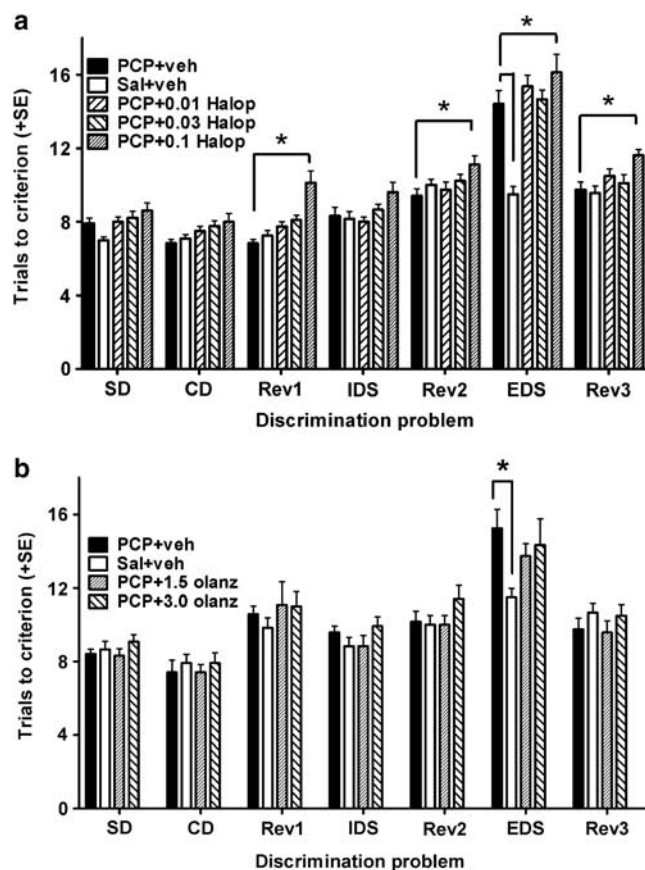 a
Trials to criterion (+SE)
16
12
8
4
0
PCP+veh
Sal+veh
PCP+0.01 Halop
PCP+0.03 Halop
PCP+0.1 Halop
*
*
*
*
SD CD Rev1 IDS Rev2 EDS Rev3
Discrimination problem
b
Trials to criterion (+SE)
16
12
8
4
0
PCP+veh
Sal+veh
PCP+1.5 olanz
PCP+3.0 olanz
*
SD CD Rev1 IDS Rev2 EDS Rev3
Discrimination problem